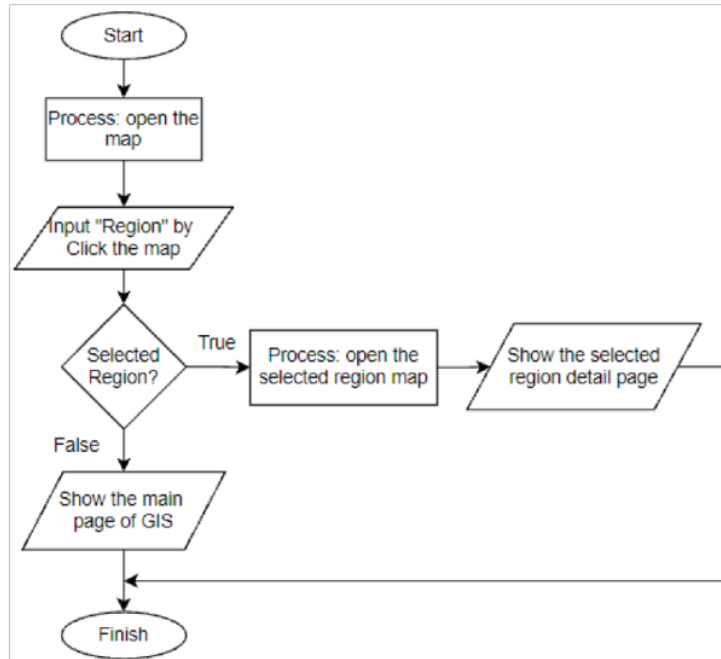 Start
Process: open the
map
Input "Region" by
Click the map
Selected
Region?
True
Process: open the
selected region map
Show the selected
region detail page
False
Show the main
page of GIS
Finish